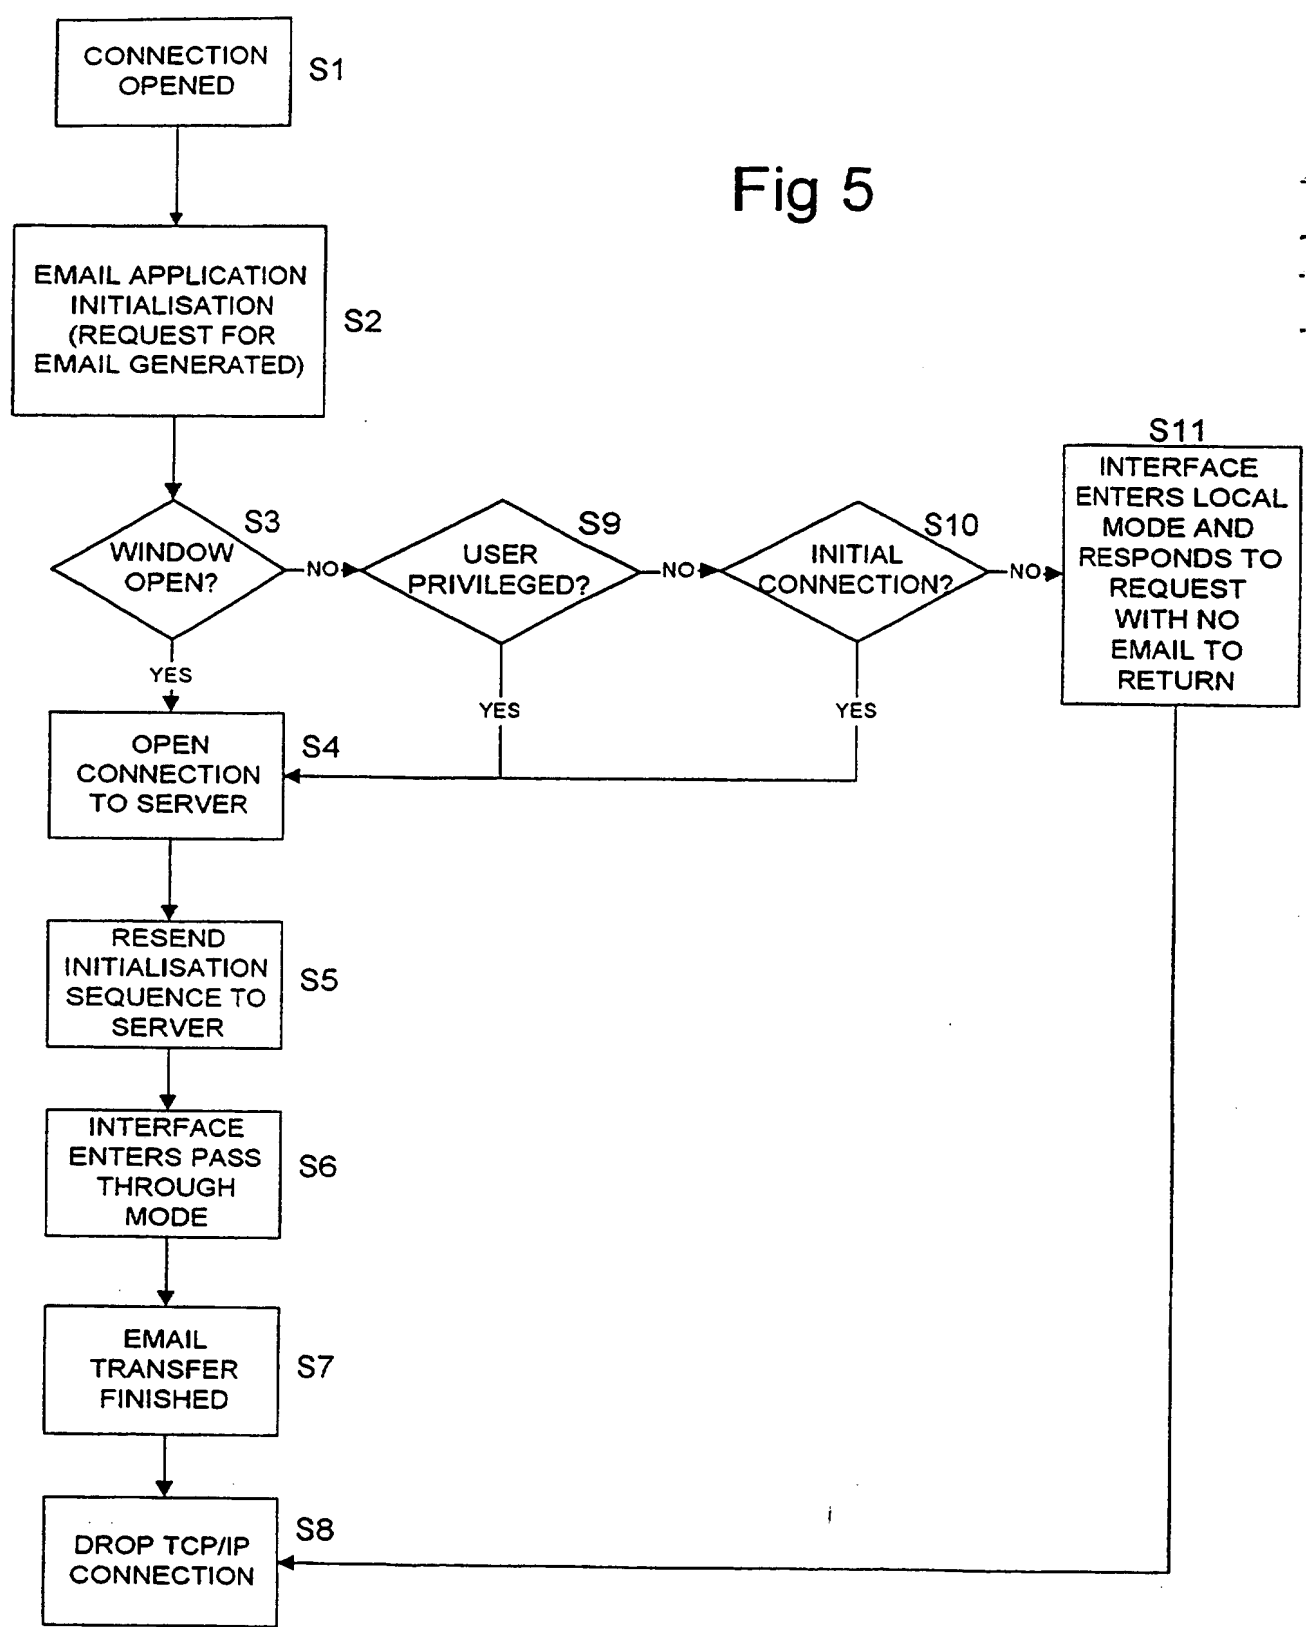 CONNECTION
OPENED
S1
Fig 5
EMAIL APPLICATION
INITIALISATION
(REQUEST FOR
EMAIL GENERATED)
S2
WINDOW
OPEN?
S3
NO
USER
PRIVILEGED?
S9
NO
INITIAL
CONNECTION?
S10
NO
S11
INTERFACE
ENTERS LOCAL
MODE AND
RESPONDS TO
REQUEST
WITH NO
EMAIL TO
RETURN
YES
YES
YES
OPEN
CONNECTION
TO SERVER
S4
RESEND
INITIALISATION
SEQUENCE TO
SERVER
S5
INTERFACE
ENTERS PASS
THROUGH
MODE
S6
EMAIL
TRANSFER
FINISHED
S7
DROP TCP/IP
CONNECTION
S8